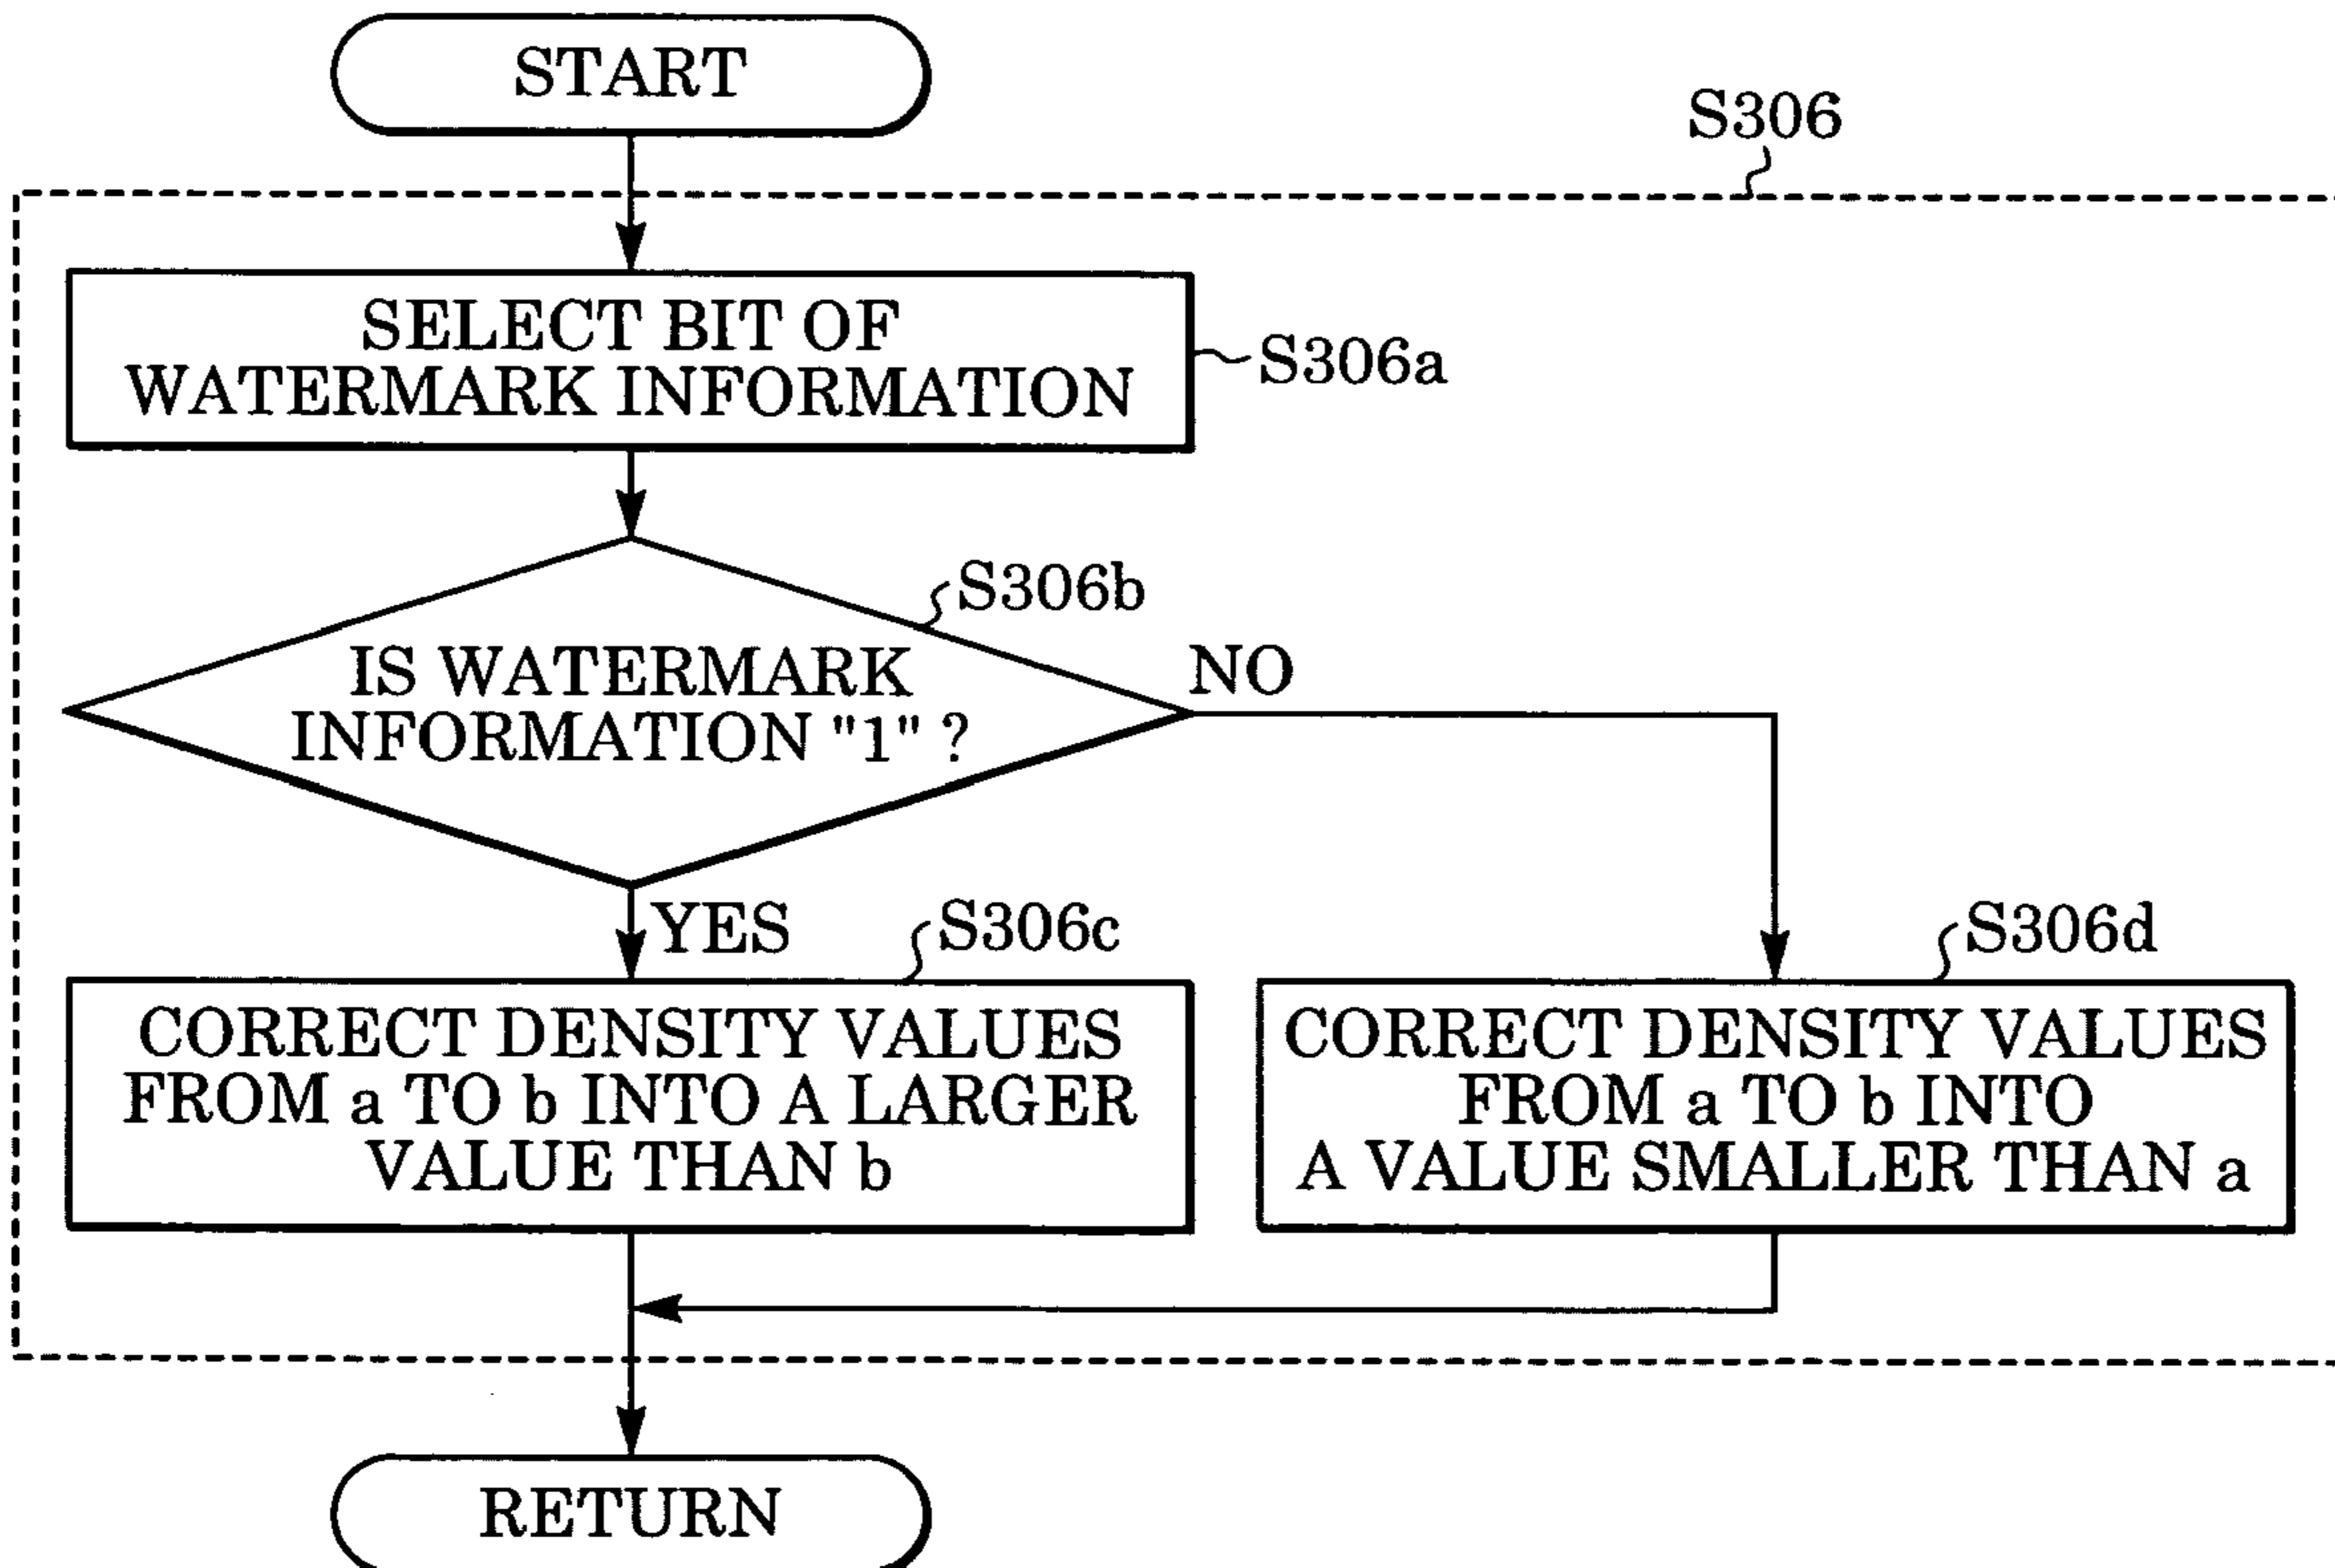 START
S306
SELECT BIT OF
WATERMARK INFORMATION
S306a
S306b
IS WATERMARK
INFORMATION "1" ?
NO
YES
S306c
S306d
CORRECT DENSITY VALUES
FROM a TO b INTO A LARGER
VALUE THAN b
CORRECT DENSITY VALUES
FROM a TO b INTO
A VALUE SMALLER THAN a
RETURN